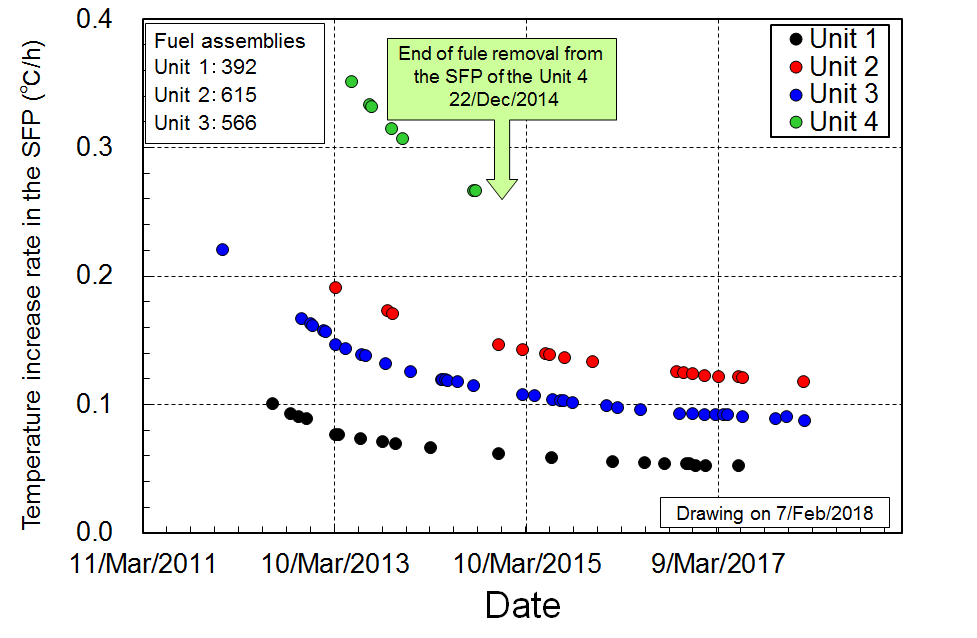 0.4
0.3
0.2
0.1
0.0
Temperature increase rate in the SFP (℃/h)
Fuel assemblies
Unit 1: 392
Unit 2: 615
Unit 3: 566
End of fule removal from
the SFP of the Unit 4
22/Dec/2014
Unit 1
Unit 2
Unit 3
Unit 4
Drawing on 7/Feb/2018
11/Mar/2011
10/Mar/2013
10/Mar/2015
9/Mar/2017
Date